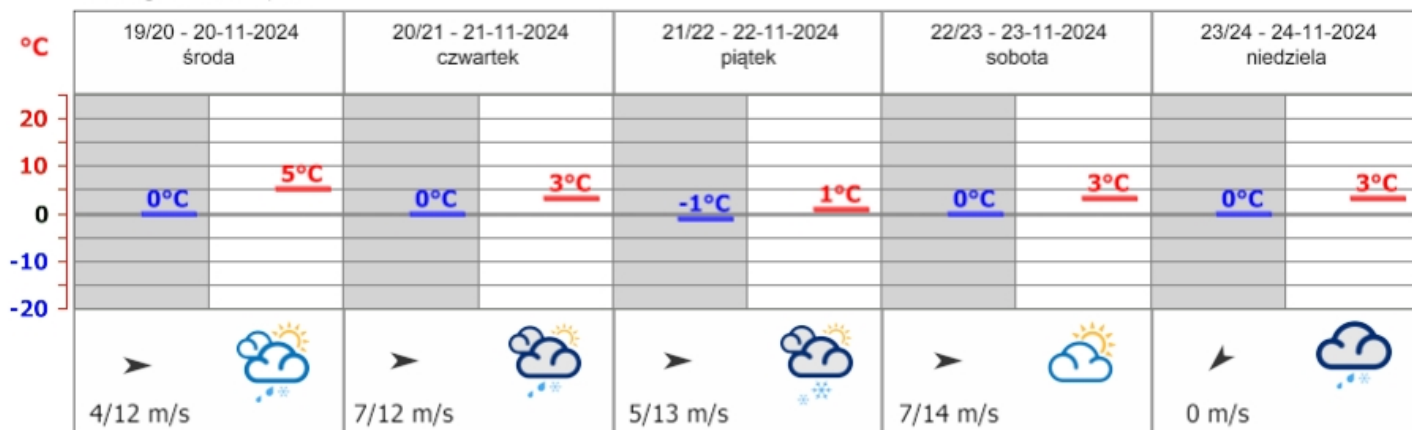 °C
19/20 - 20-11-2024
środa
20/21 - 21-11-2024
czwartek
21/22 - 22-11-2024
piątek
22/23 - 23-11-2024
sobota
23/24 - 24-11-2024
niedziela
20
10
0
-10
-20
0°C
5°C
0°C
3°C
-1°C
1°C
0°C
3°C
0°C
3°C
4/12 m/s
7/12 m/s
5/13 m/s
7/14 m/s
0 m/s